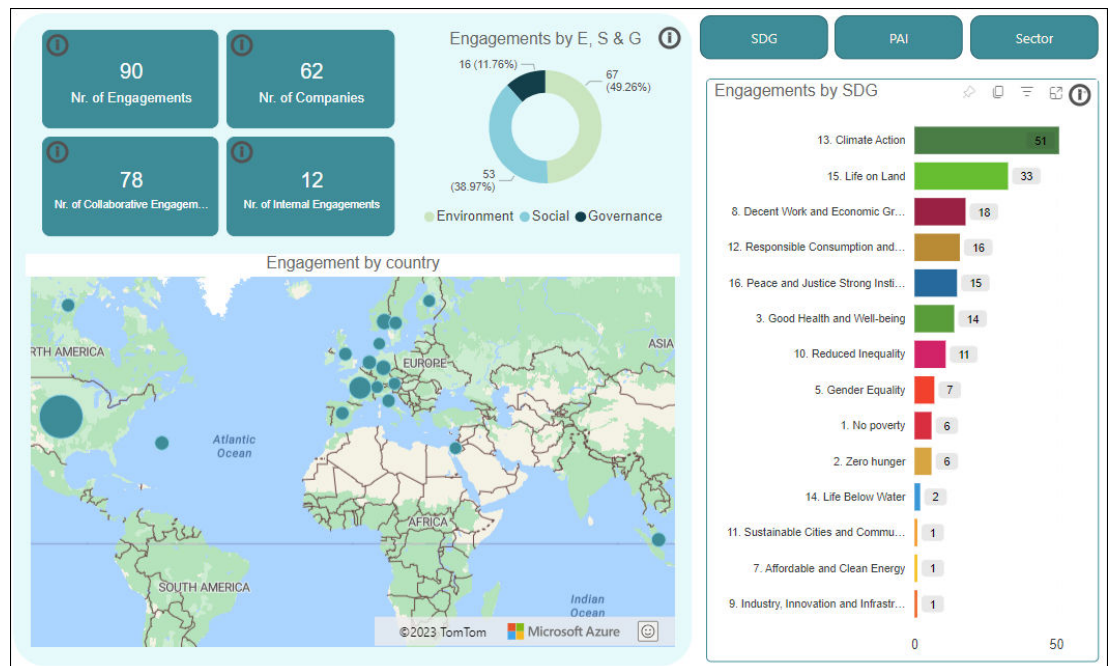 90
Nr. of Engagements
62
Nr. of Companies
78
Nr. of Collaborative Engagem...
12
Nr. of Internal Engagements
Engagements by E, S & G
16 (11.76%)
67
(49.26%)
53
(38.97%)
Environment Social Governance
Engagement by country
RTH AMERICA
EUROPE
ASIA
Atlantic
Ocean
AFRICA
SOUTH AMERICA
Indian
Ocean
©2023 TomTom Microsoft Azure
SDG
PAI
Sector
Engagements by SDG
13. Climate Action 51
15. Life on Land 33
8. Decent Work and Economic Gr... 18
12. Responsible Consumption and... 16
16. Peace and Justice Strong Insti... 15
3. Good Health and Well-being 14
10. Reduced Inequality 11
5. Gender Equality 7
1. No poverty 6
2. Zero hunger 6
14. Life Below Water 2
11. Sustainable Cities and Commu... 1
7. Affordable and Clean Energy 1
9. Industry, Innovation and Infrastr... 1
0 50